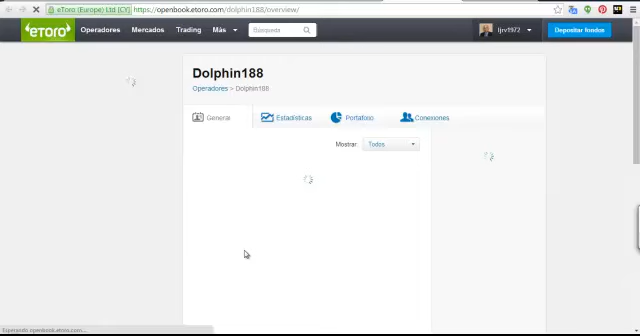 eToro (Europe) Ltd [CY] https://openbook.etoro.com/dolphin188/overview/
eTORO Operadores Mercados Trading Más Búsqueda ljrv1972 Depositar fondos
Dolphin188
Operadores > Dolphin188
General Estadísticas Portafolio Conexiones
Mostrar Todos
Esperando openbook.etoro.com...